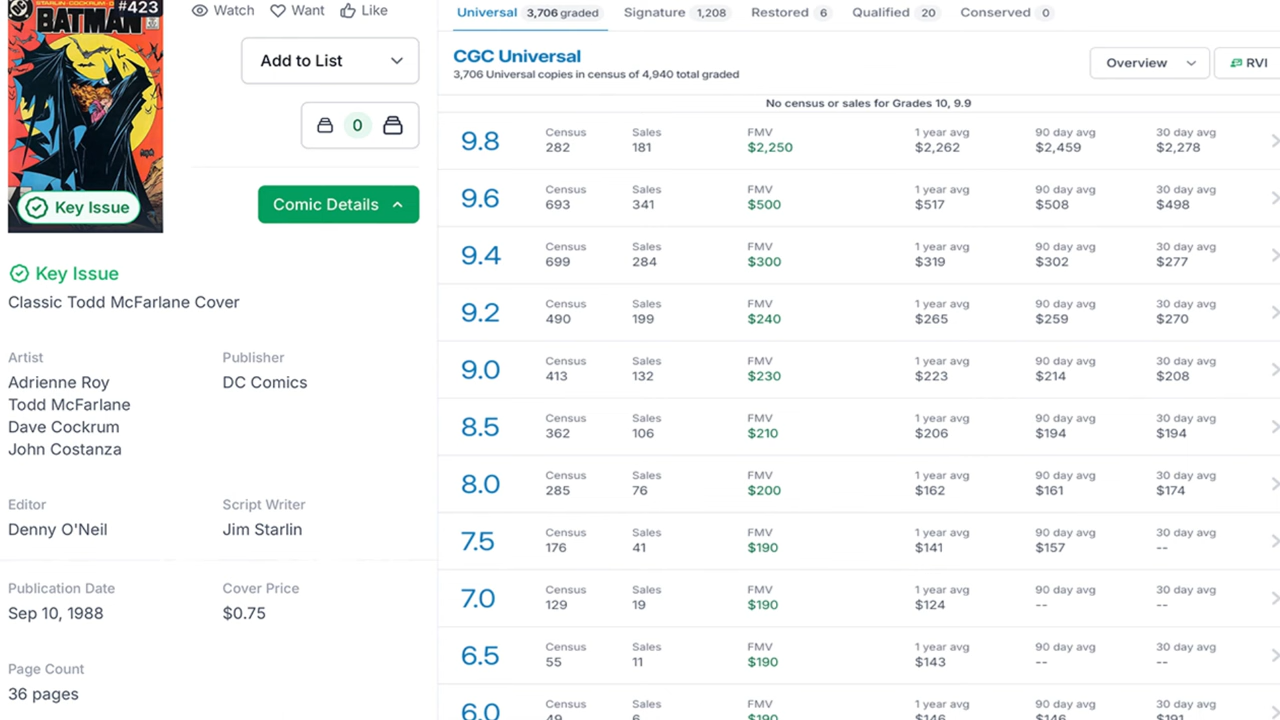 STARLIN·COCKRUM·D
#423
DC
BATMAN
Key Issue
Watch
Want
Like
Add to List
0
Comic Details
Key Issue
Classic Todd McFarlane Cover
Artist
Publisher
Adrienne Roy
DC Comics
Todd McFarlane
Dave Cockrum
John Costanza
Editor
Script Writer
Denny O'Neil
Jim Starlin
Publication Date
Cover Price
Sep 10, 1988
$0.75
Page Count
36 pages
Universal 3,706 graded
Signature 1,208
Restored 6
Qualified 20
Conserved 0
CGC Universal
3,706 Universal copies in census of 4,940 total graded
Overview
RVI
No census or sales for Grades 10, 9.9
9.8
Census Sales FMV 1 year avg 90 day avg 30 day avg
282 181 $2,250 $2,262 $2,459 $2,278
9.6
Census Sales FMV 1 year avg 90 day avg 30 day avg
693 341 $500 $517 $508 $498
9.4
Census Sales FMV 1 year avg 90 day avg 30 day avg
699 284 $300 $319 $302 $277
9.2
Census Sales FMV 1 year avg 90 day avg 30 day avg
490 199 $240 $265 $259 $270
9.0
Census Sales FMV 1 year avg 90 day avg 30 day avg
413 132 $230 $223 $214 $208
8.5
Census Sales FMV 1 year avg 90 day avg 30 day avg
362 106 $210 $206 $194 $194
8.0
Census Sales FMV 1 year avg 90 day avg 30 day avg
285 76 $200 $162 $161 $174
7.5
Census Sales FMV 1 year avg 90 day avg 30 day avg
176 41 $190 $141 $157 --
7.0
Census Sales FMV 1 year avg 90 day avg 30 day avg
129 19 $190 $124 -- --
6.5
Census Sales FMV 1 year avg 90 day avg 30 day avg
55 11 $190 $143 -- --
6.0
Census Sales FMV 1 year avg 90 day avg 30 day avg
49 6 $190 $146 $146 $191